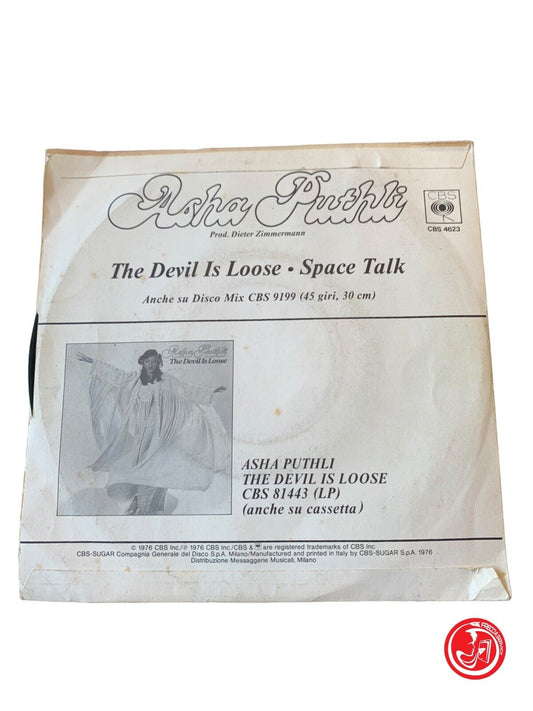 Asha Puthli
Prod. Dieter Zimmermann
CBS
CBS 4623
The Devil Is Loose • Space Talk
Anche su Disco Mix CBS 9199 (45 giri, 30 cm)
Asha Puthli
The Devil Is Loose
ASHA PUTHLI
THE DEVIL IS LOOSE
CBS 81443 (LP)
(anche su cassetta)
© 1976 CBS Inc./℗ 1976 CBS Inc./CBS & are registered trademarks of CBS Inc.
CBS-SUGAR Compagnia Generale del Disco S.p.A. Milano/Manufactured and printed in Italy by CBS-SUGAR S.p.A. 1976
Distribuzione Messaggerie Musicali, Milano